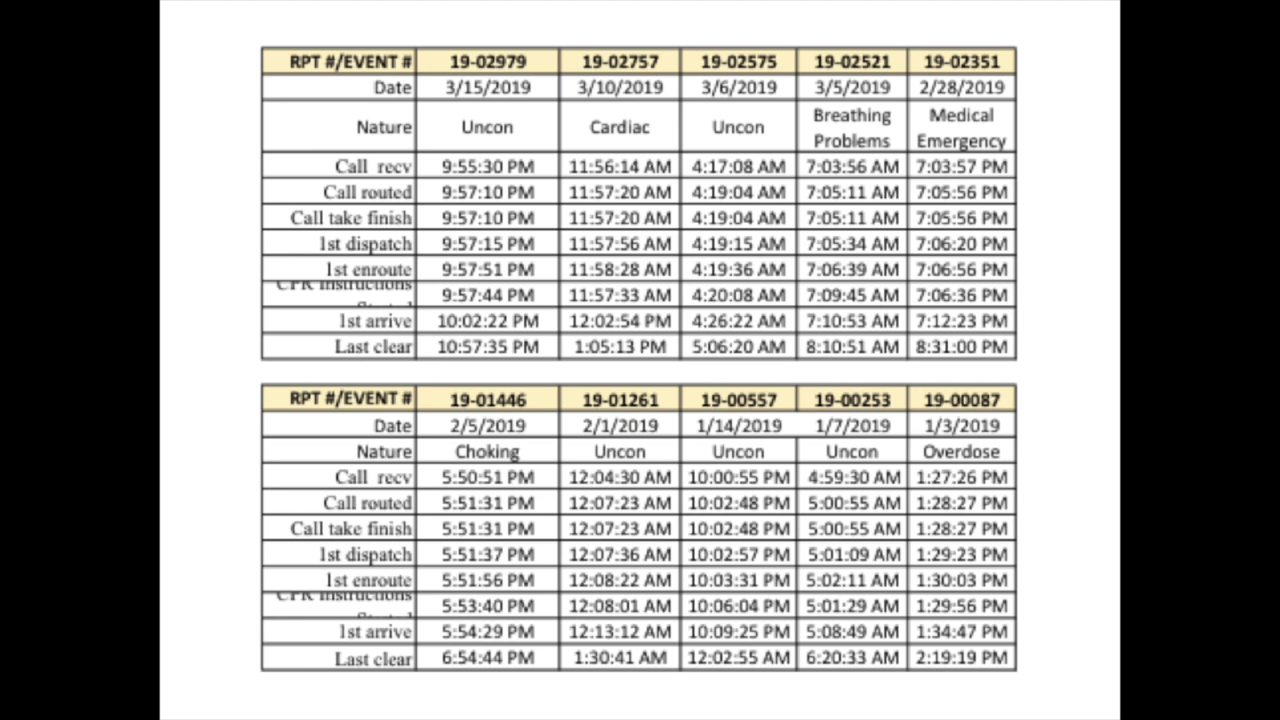 RPT #/EVENT # 19-02979 19-02757 19-02575 19-02521 19-02351
Date 3/15/2019 3/10/2019 3/6/2019 3/5/2019 2/28/2019
Nature Uncon Cardiac Uncon Breathing Problems Medical Emergency
Call recv 9:55:30 PM 11:56:14 AM 4:17:08 AM 7:03:56 AM 7:03:57 PM
Call routed 9:57:10 PM 11:57:20 AM 4:19:04 AM 7:05:11 AM 7:05:56 PM
Call take finish 9:57:10 PM 11:57:20 AM 4:19:04 AM 7:05:11 AM 7:05:56 PM
1st dispatch 9:57:15 PM 11:57:56 AM 4:19:15 AM 7:05:34 AM 7:06:20 PM
1st enroute 9:57:51 PM 11:58:28 AM 4:19:36 AM 7:06:39 AM 7:06:56 PM
CPR Instructions Started 9:57:44 PM 11:57:33 AM 4:20:08 AM 7:09:45 AM 7:06:36 PM
1st arrive 10:02:22 PM 12:02:54 PM 4:26:22 AM 7:10:53 AM 7:12:23 PM
Last clear 10:57:35 PM 1:05:13 PM 5:06:20 AM 8:10:51 AM 8:31:00 PM
RPT #/EVENT # 19-01446 19-01261 19-00557 19-00253 19-00087
Date 2/5/2019 2/1/2019 1/14/2019 1/7/2019 1/3/2019
Nature Choking Uncon Uncon Uncon Overdose
Call recv 5:50:51 PM 12:04:30 AM 10:00:55 PM 4:59:30 AM 1:27:26 PM
Call routed 5:51:31 PM 12:07:23 AM 10:02:48 PM 5:00:55 AM 1:28:27 PM
Call take finish 5:51:31 PM 12:07:23 AM 10:02:48 PM 5:00:55 AM 1:28:27 PM
1st dispatch 5:51:37 PM 12:07:36 AM 10:02:57 PM 5:01:09 AM 1:29:23 PM
1st enroute 5:51:56 PM 12:08:22 AM 10:03:31 PM 5:02:11 AM 1:30:03 PM
CPR Instructions Started 5:53:40 PM 12:08:01 AM 10:06:04 PM 5:01:29 AM 1:29:56 PM
1st arrive 5:54:29 PM 12:13:12 AM 10:09:25 PM 5:08:49 AM 1:34:47 PM
Last clear 6:54:44 PM 1:30:41 AM 12:02:55 AM 6:20:33 AM 2:19:19 PM